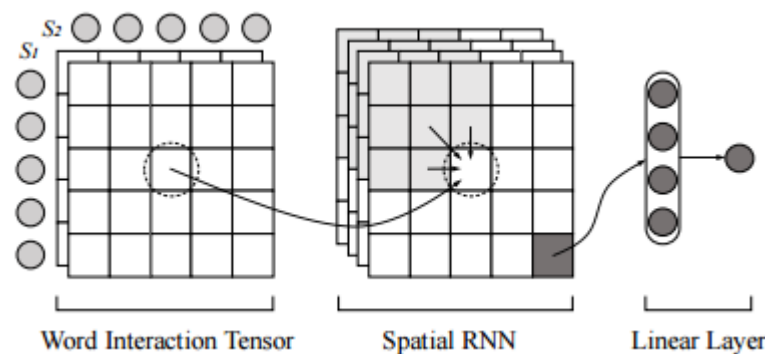 S2
S1
Word Interaction Tensor
Spatial RNN
Linear Layer